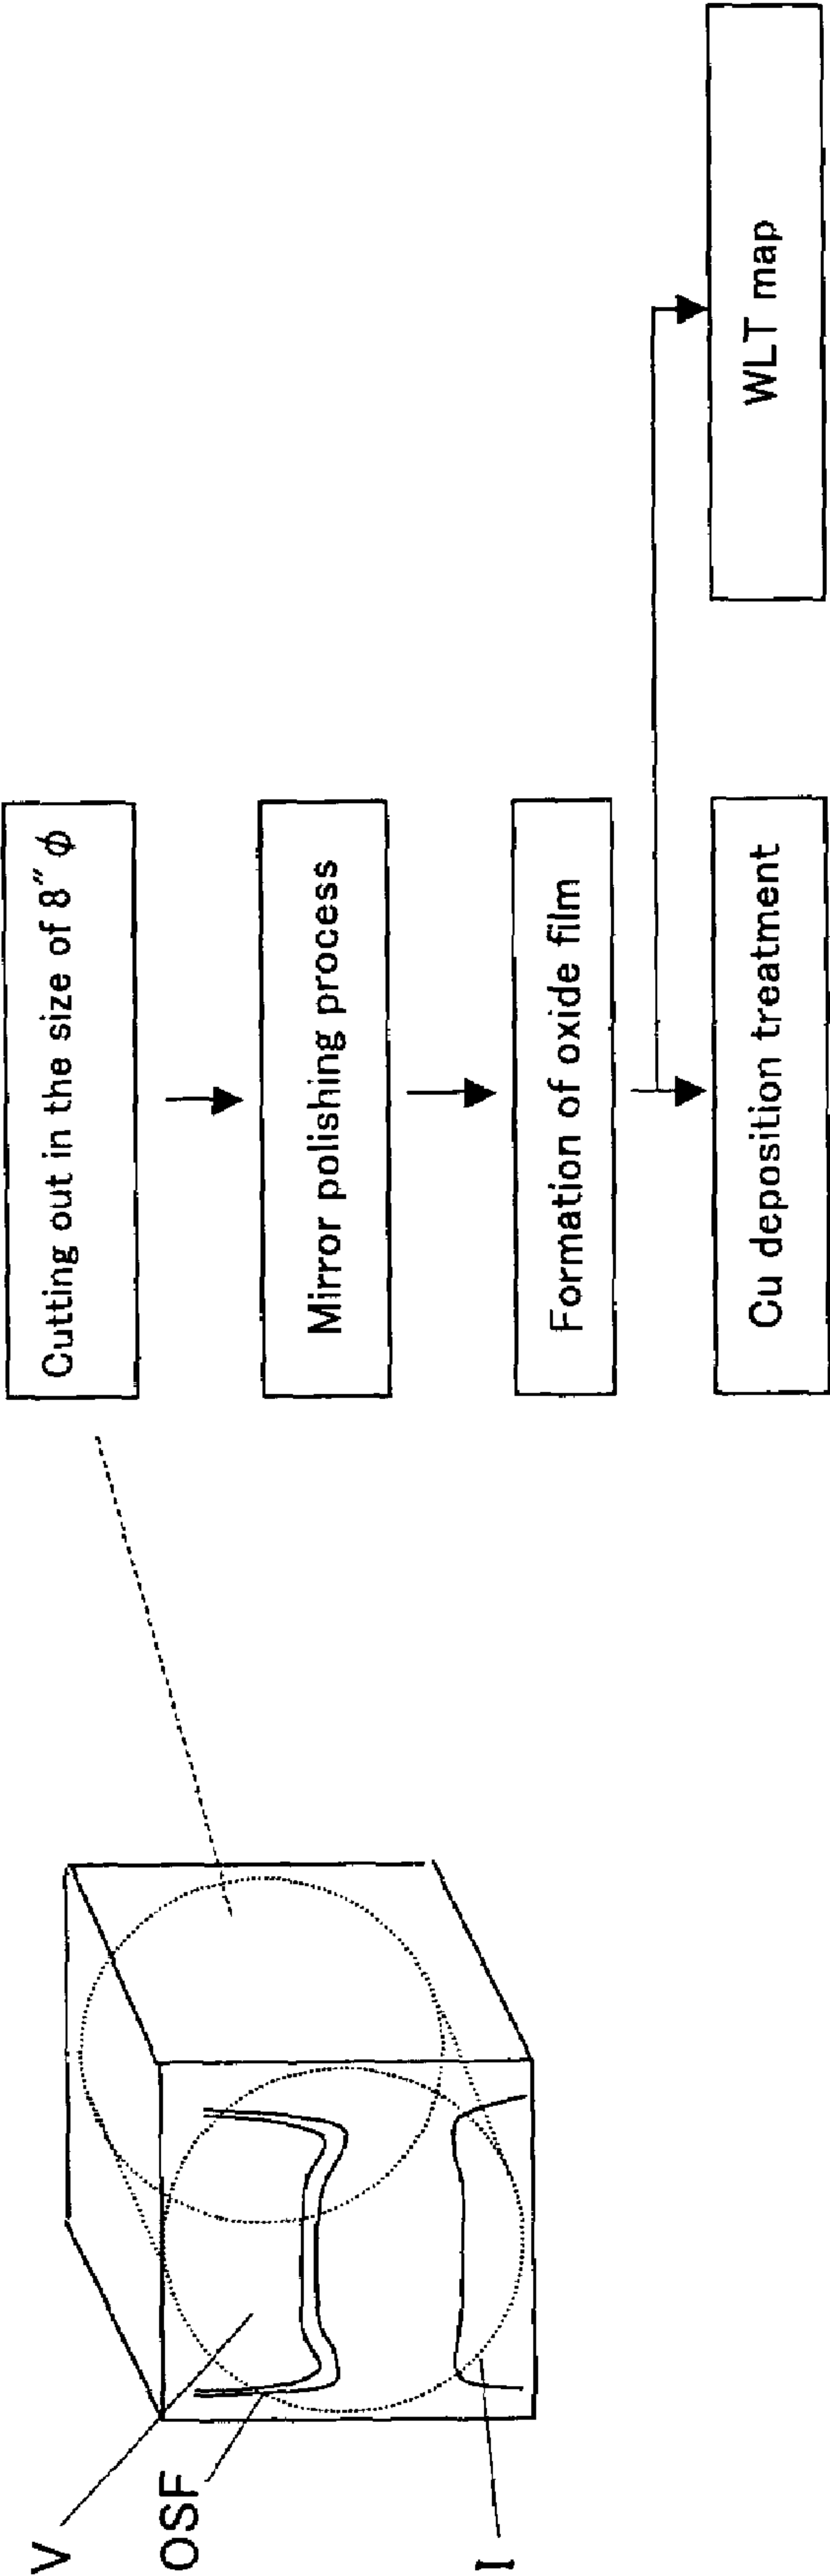 V
OSF
I
Cutting out in the size of 8″ φ
Mirror polishing process
Formation of oxide film
Cu deposition treatment
WLT map